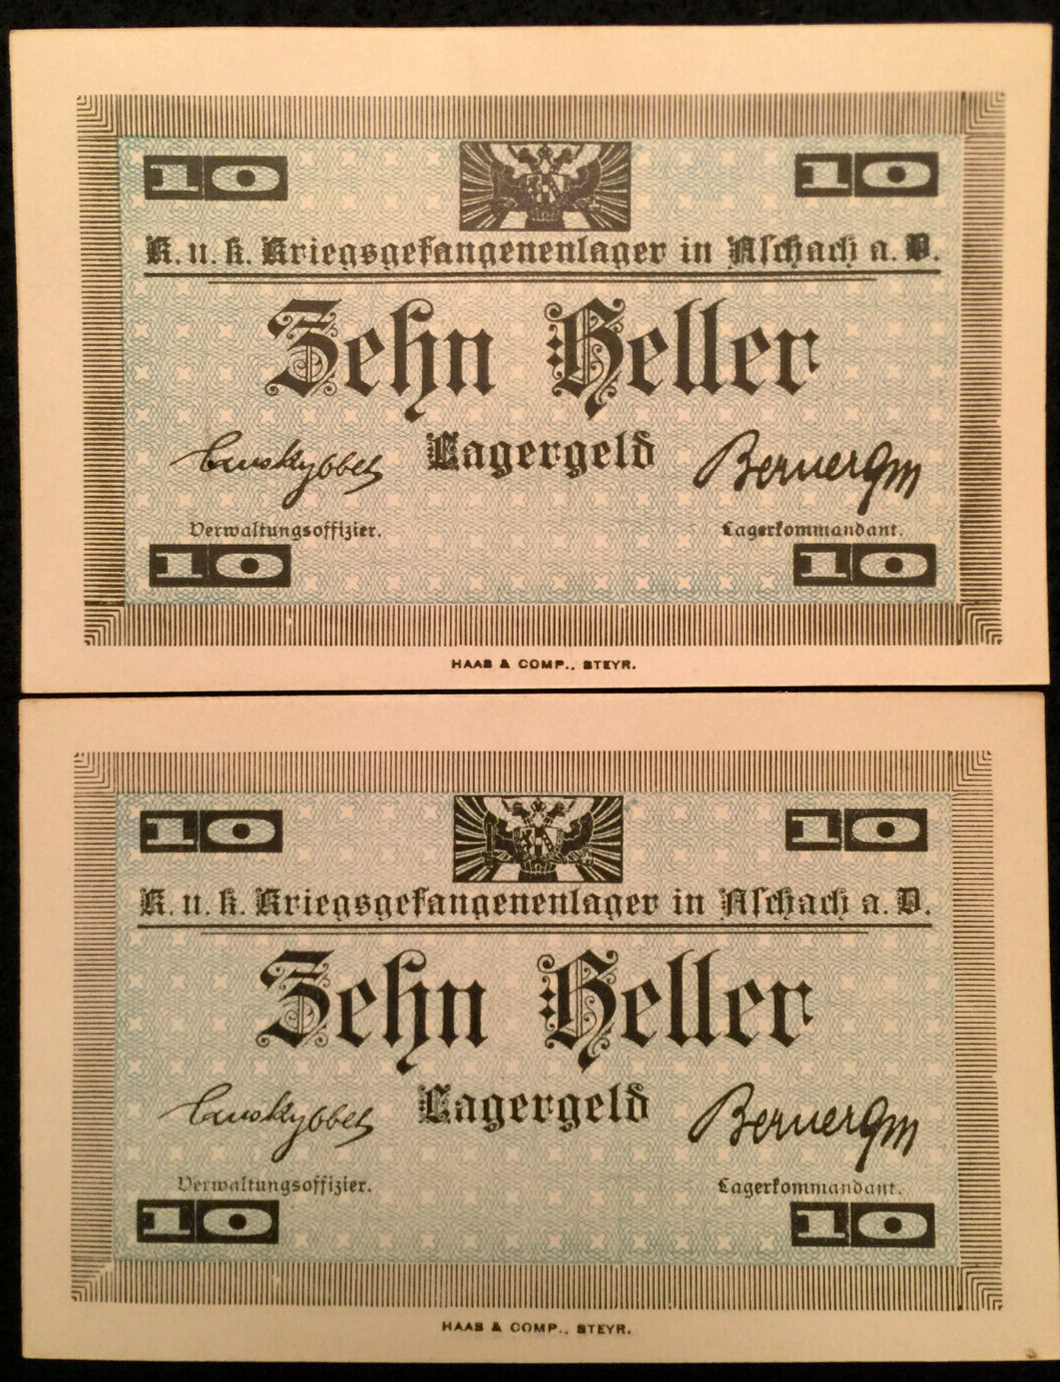 10 10
K. u. k. Kriegsgefangenenlager in Aschach a. D.
Zehn Heller
Lagergeld
Verwaltungsoffizier. Lagerkommandant.
10 10
HAAS & COMP., STEYR.
10 10
K. u. k. Kriegsgefangenenlager in Aschach a. D.
Zehn Heller
Lagergeld
Verwaltungsoffizier. Lagerkommandant.
10 10
HAAS & COMP., STEYR.